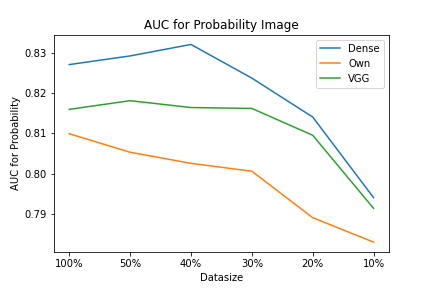 AUC for Probability Image
Dense
Own
VGG
AUC for Probability
0.83
0.82
0.81
0.80
0.79
100%
50%
40%
30%
20%
10%
Datasize